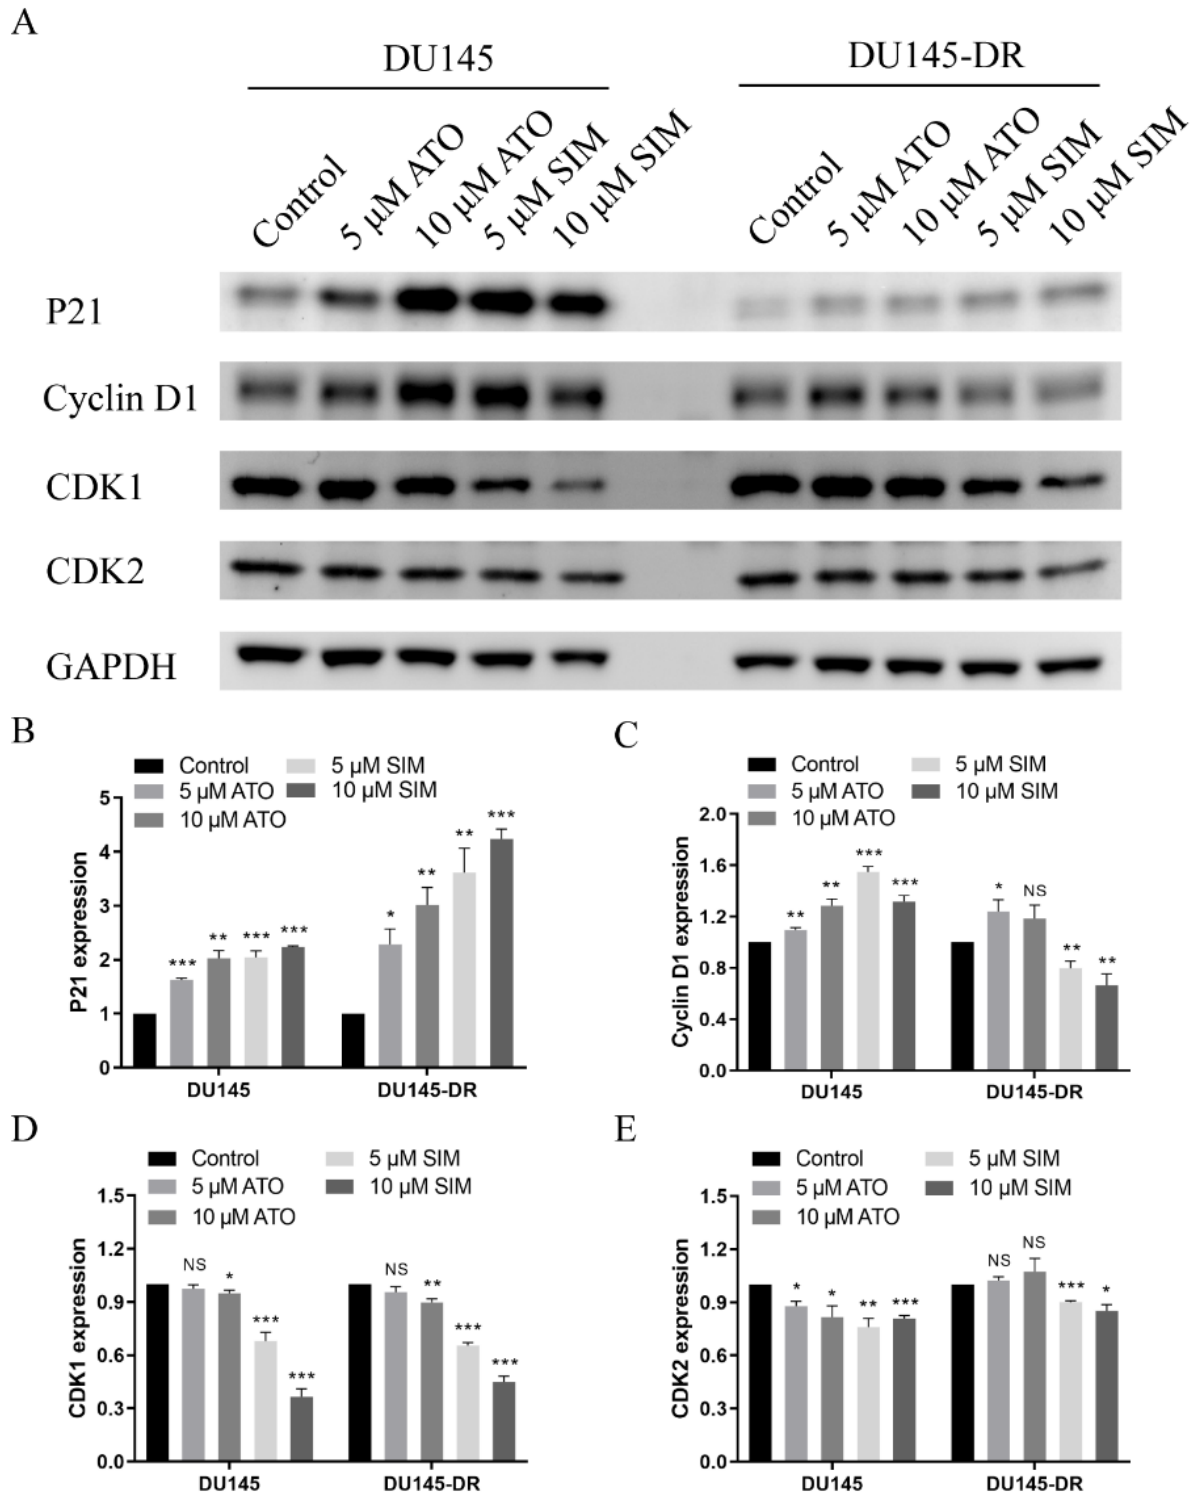 A
DU145
DU145-DR
Control
5 µM ATO
10 µM ATO
5 µM SIM
10 µM SIM
Control
5 µM ATO
10 µM ATO
5 µM SIM
10 µM SIM
P21
Cyclin D1
CDK1
CDK2
GAPDH
B
Control
5 µM SIM
5 µM ATO
10 µM SIM
10 µM ATO
P21 expression
5
4
3
2
1
0
***
**
***
***
*
**
**
***
DU145
DU145-DR
C
Control
5 µM SIM
5 µM ATO
10 µM SIM
10 µM ATO
Cyclin D1 expression
2.0
1.6
1.2
0.8
0.4
0.0
**
**
***
***
*
NS
**
**
DU145
DU145-DR
D
Control
5 µM SIM
5 µM ATO
10 µM SIM
10 µM ATO
CDK1 expression
1.5
1.2
0.9
0.6
0.3
0.0
NS
*
***
***
NS
**
***
***
DU145
DU145-DR
E
Control
5 µM SIM
5 µM ATO
10 µM SIM
10 µM ATO
CDK2 expression
1.5
1.2
0.9
0.6
0.3
0.0
*
*
**
***
NS
NS
***
*
DU145
DU145-DR